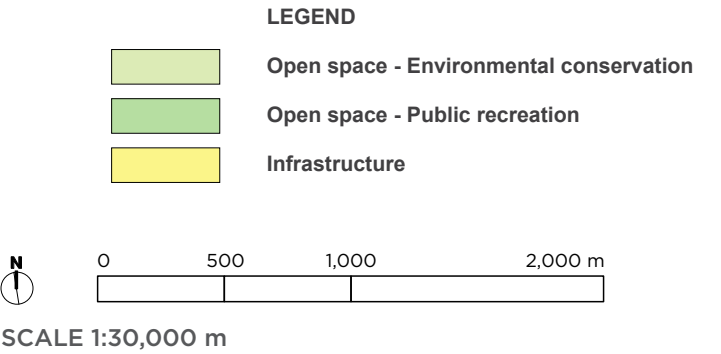 LEGEND
Open space - Environmental conservation
Open space - Public recreation
Infrastructure
N
0 500 1,000 2,000 m
SCALE 1:30,000 m